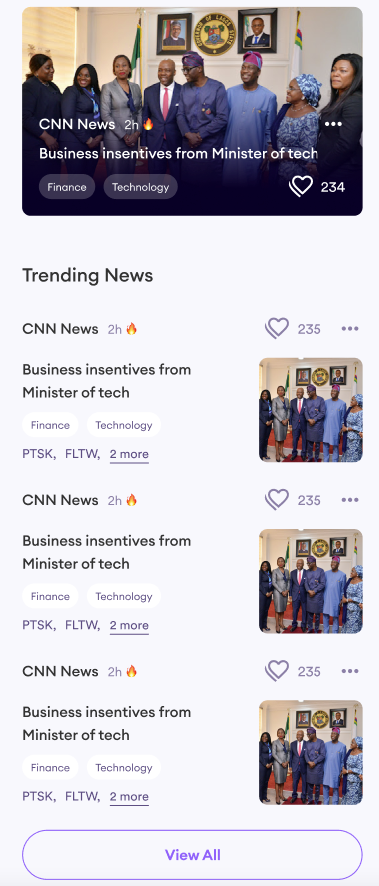 CNN News 2h
Business insentives from Minister of tech
Finance Technology 234
Trending News
CNN News 2h 235
Business insentives from
Minister of tech
Finance Technology
PTSK, FLTW, 2 more
CNN News 2h 235
Business insentives from
Minister of tech
Finance Technology
PTSK, FLTW, 2 more
CNN News 2h 235
Business insentives from
Minister of tech
Finance Technology
PTSK, FLTW, 2 more
View All